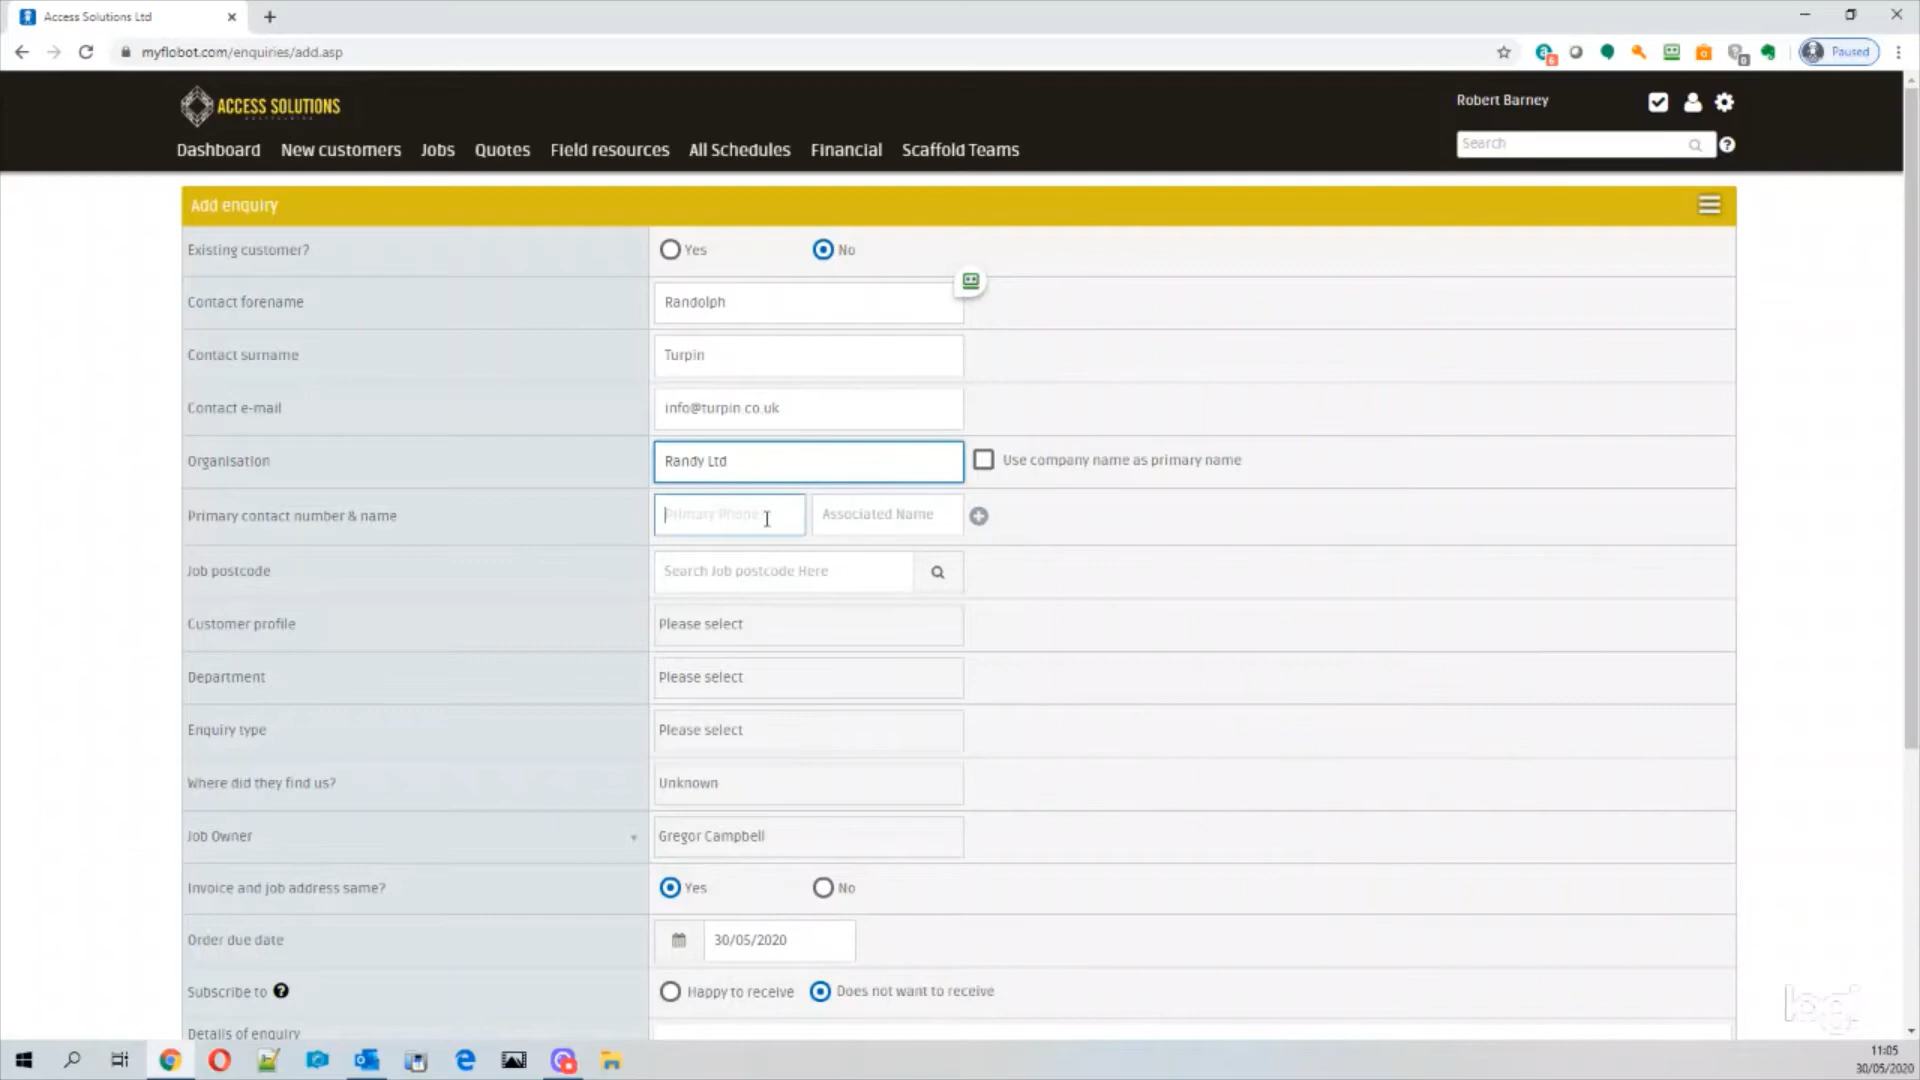 Access Solutions Ltd
myflobot.com/enquiries/add.asp
6
0
Paused
ACCESS SOLUTIONS
Robert Barney
Dashboard New customers Jobs Quotes Field resources All Schedules Financial Scaffold Teams
Search
Add enquiry
Existing customer? Yes No
Contact forename Randolph
Contact surname Turpin
Contact e-mail info@turpin.co.uk
Organisation Randy Ltd Use company name as primary name
Primary contact number & name Primary Phone Associated Name
Job postcode Search Job postcode Here
Customer profile Please select
Department Please select
Enquiry type Please select
Where did they find us? Unknown
Job Owner Gregor Campbell
Invoice and job address same? Yes No
Order due date 30/05/2020
Subscribe to Happy to receive Does not want to receive
Details of enquiry
11:05
30/05/2020